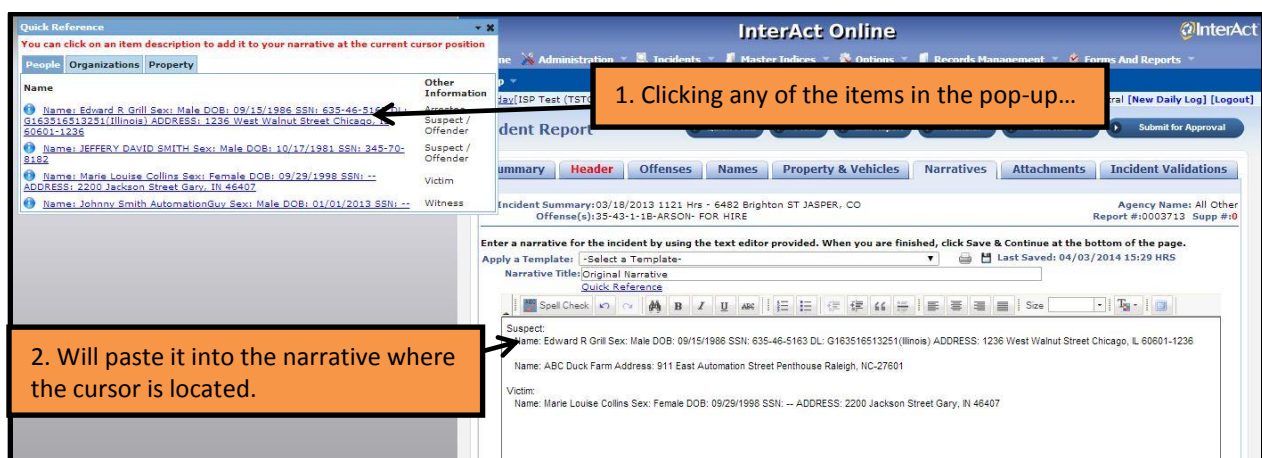 Quick Reference
You can click on an item description to add it to your narrative at the current cursor position
People Organizations Property
Name Other Information
Name: Edward R Grill Sex: Male DOB: 09/15/1986 SSN: 635-46-5163 DL:
G163516513251(Illinois) ADDRESS: 1236 West Walnut Street Chicago, IL
60601-1236
Arrestee
Suspect /
Offender
Name: JEFFERY DAVID SMITH Sex: Male DOB: 10/17/1981 SSN: 345-70-
8182
Suspect /
Offender
Name: Marie Louise Collins Sex: Female DOB: 09/29/1998 SSN: --
ADDRESS: 2200 Jackson Street Gary, IN 46407
Victim
Name: Johnny Smith AutomationGuy Sex: Male DOB: 01/01/2013 SSN: -- Witness
InterAct Online
InterAct
me Administration Incidents Master Indices Options Records Management Forms And Reports
p
day[ISP Test (TST
tral [New Daily Log] [Logout]
1. Clicking any of the items in the pop-up…
dent Report
Submit for Approval
ummary Header Offenses Names Property & Vehicles Narratives Attachments Incident Validations
Incident Summary:03/18/2013 1121 Hrs - 6482 Brighton ST JASPER, CO Agency Name: All Other
Offense(s):35-43-1-1B-ARSON- FOR HIRE Report #:0003713 Supp #:0
Enter a narrative for the incident by using the text editor provided. When you are finished, click Save & Continue at the bottom of the page.
Apply a Template: -Select a Template- Last Saved: 04/03/2014 15:29 HRS
Narrative Title: Original Narrative
Quick Reference
Spell Check B I U ABC Size
Suspect:
Name: Edward R Grill Sex: Male DOB: 09/15/1986 SSN: 635-46-5163 DL: G163516513251(Illinois) ADDRESS: 1236 West Walnut Street Chicago, IL 60601-1236
Name: ABC Duck Farm Address: 911 East Automation Street Penthouse Raleigh, NC-27601
Victim:
Name: Marie Louise Collins Sex: Female DOB: 09/29/1998 SSN: -- ADDRESS: 2200 Jackson Street Gary, IN 46407
2. Will paste it into the narrative where
the cursor is located.